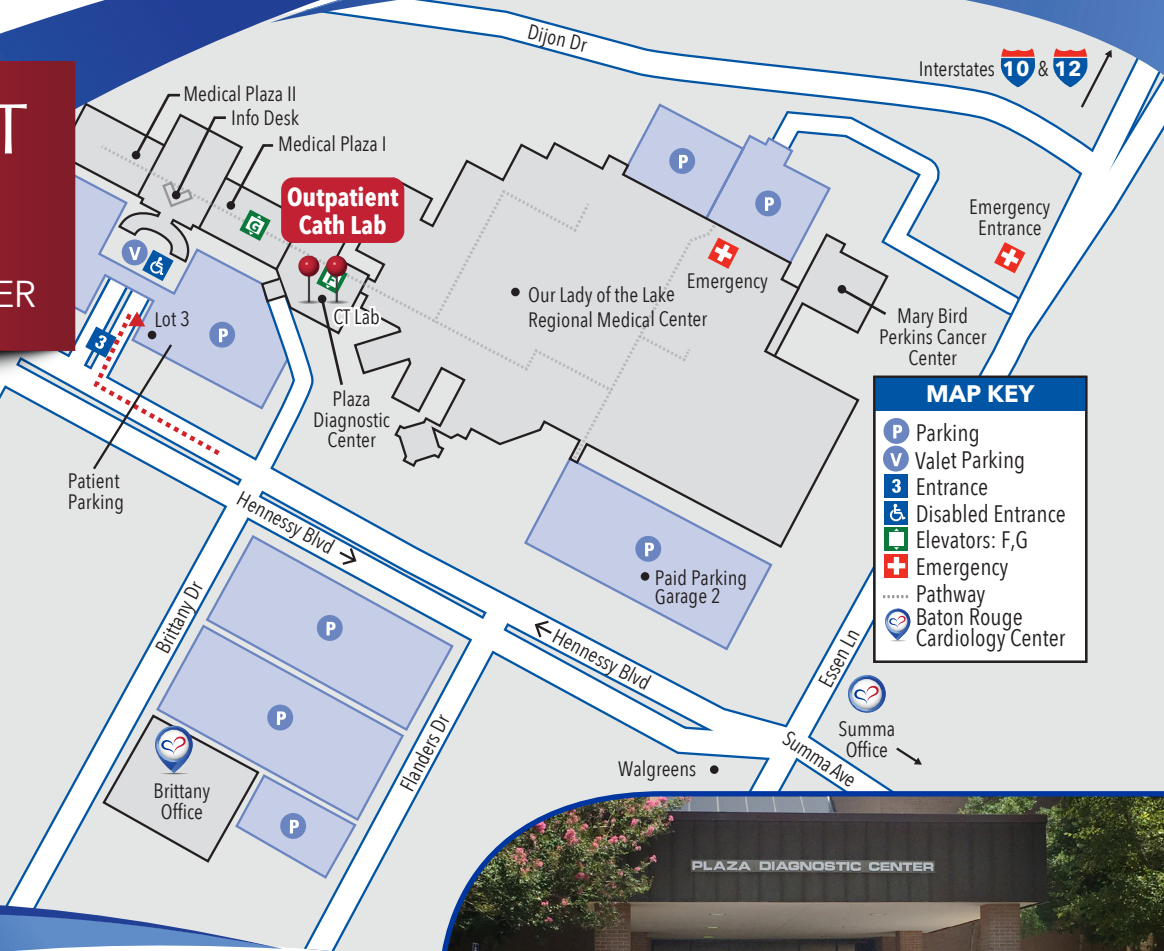 T
ER
Dijon Dr
Interstates 10 & 12
Medical Plaza II
Info Desk
Medical Plaza I
Outpatient
Cath Lab
G
P
P
Emergency
Entrance
V
Emergency
Our Lady of the Lake
Regional Medical Center
CT Lab
Lot 3
P
3
Mary Bird
Perkins Cancer
Center
Plaza
Diagnostic
Center
MAP KEY
P Parking
V Valet Parking
3 Entrance
Disabled Entrance
Elevators: F,G
Emergency
Pathway
Baton Rouge
Cardiology Center
Patient
Parking
Hennessy Blvd
P
Paid Parking
Garage 2
Brittany Dr
P
Hennessy Blvd
Essen Ln
P
Flanders Dr
Summa
Office
Summa Ave
Walgreens
Brittany
Office
P
PLAZA DIAGNOSTIC CENTER